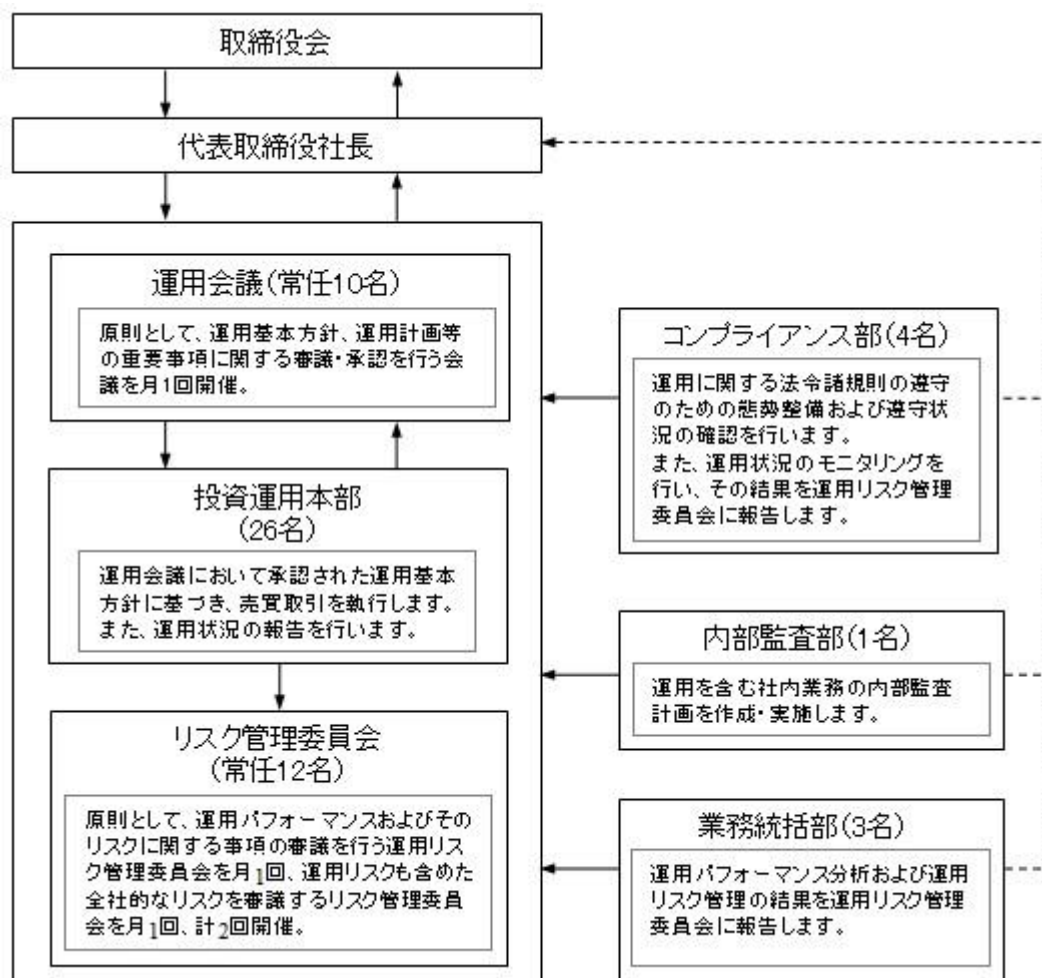 取締役会
代表取締役社長
運用会議(常任10名)
原則として、運用基本方針、運用計画等
の重要事項に関する審議・承認を行う会
議を月1回開催。
投資運用本部
(26名)
運用会議において承認された運用基本
方針に基づき、売買取引を執行します。
また、運用状況の報告を行います。
リスク管理委員会
(常任12名)
原則として、運用パフォーマンスおよびその
リスクに関する事項の審議を行う運用リス
ク管理委員会を月1回、運用リスクも含めた
全社的なリスクを審議するリスク管理委員
会を月1回、計2回開催。
コンプライアンス部(4名)
運用に関する法令諸規則の遵守
のための態勢整備および遵守状
況の確認を行います。
また、運用状況のモニタリングを
行い、その結果を運用リスク管理
委員会に報告します。
内部監査部(1名)
運用を含む社内業務の内部監査
計画を作成・実施します。
業務統括部(3名)
運用パフォーマンス分析および運用
リスク管理の結果を運用リスク管理
委員会に報告します。